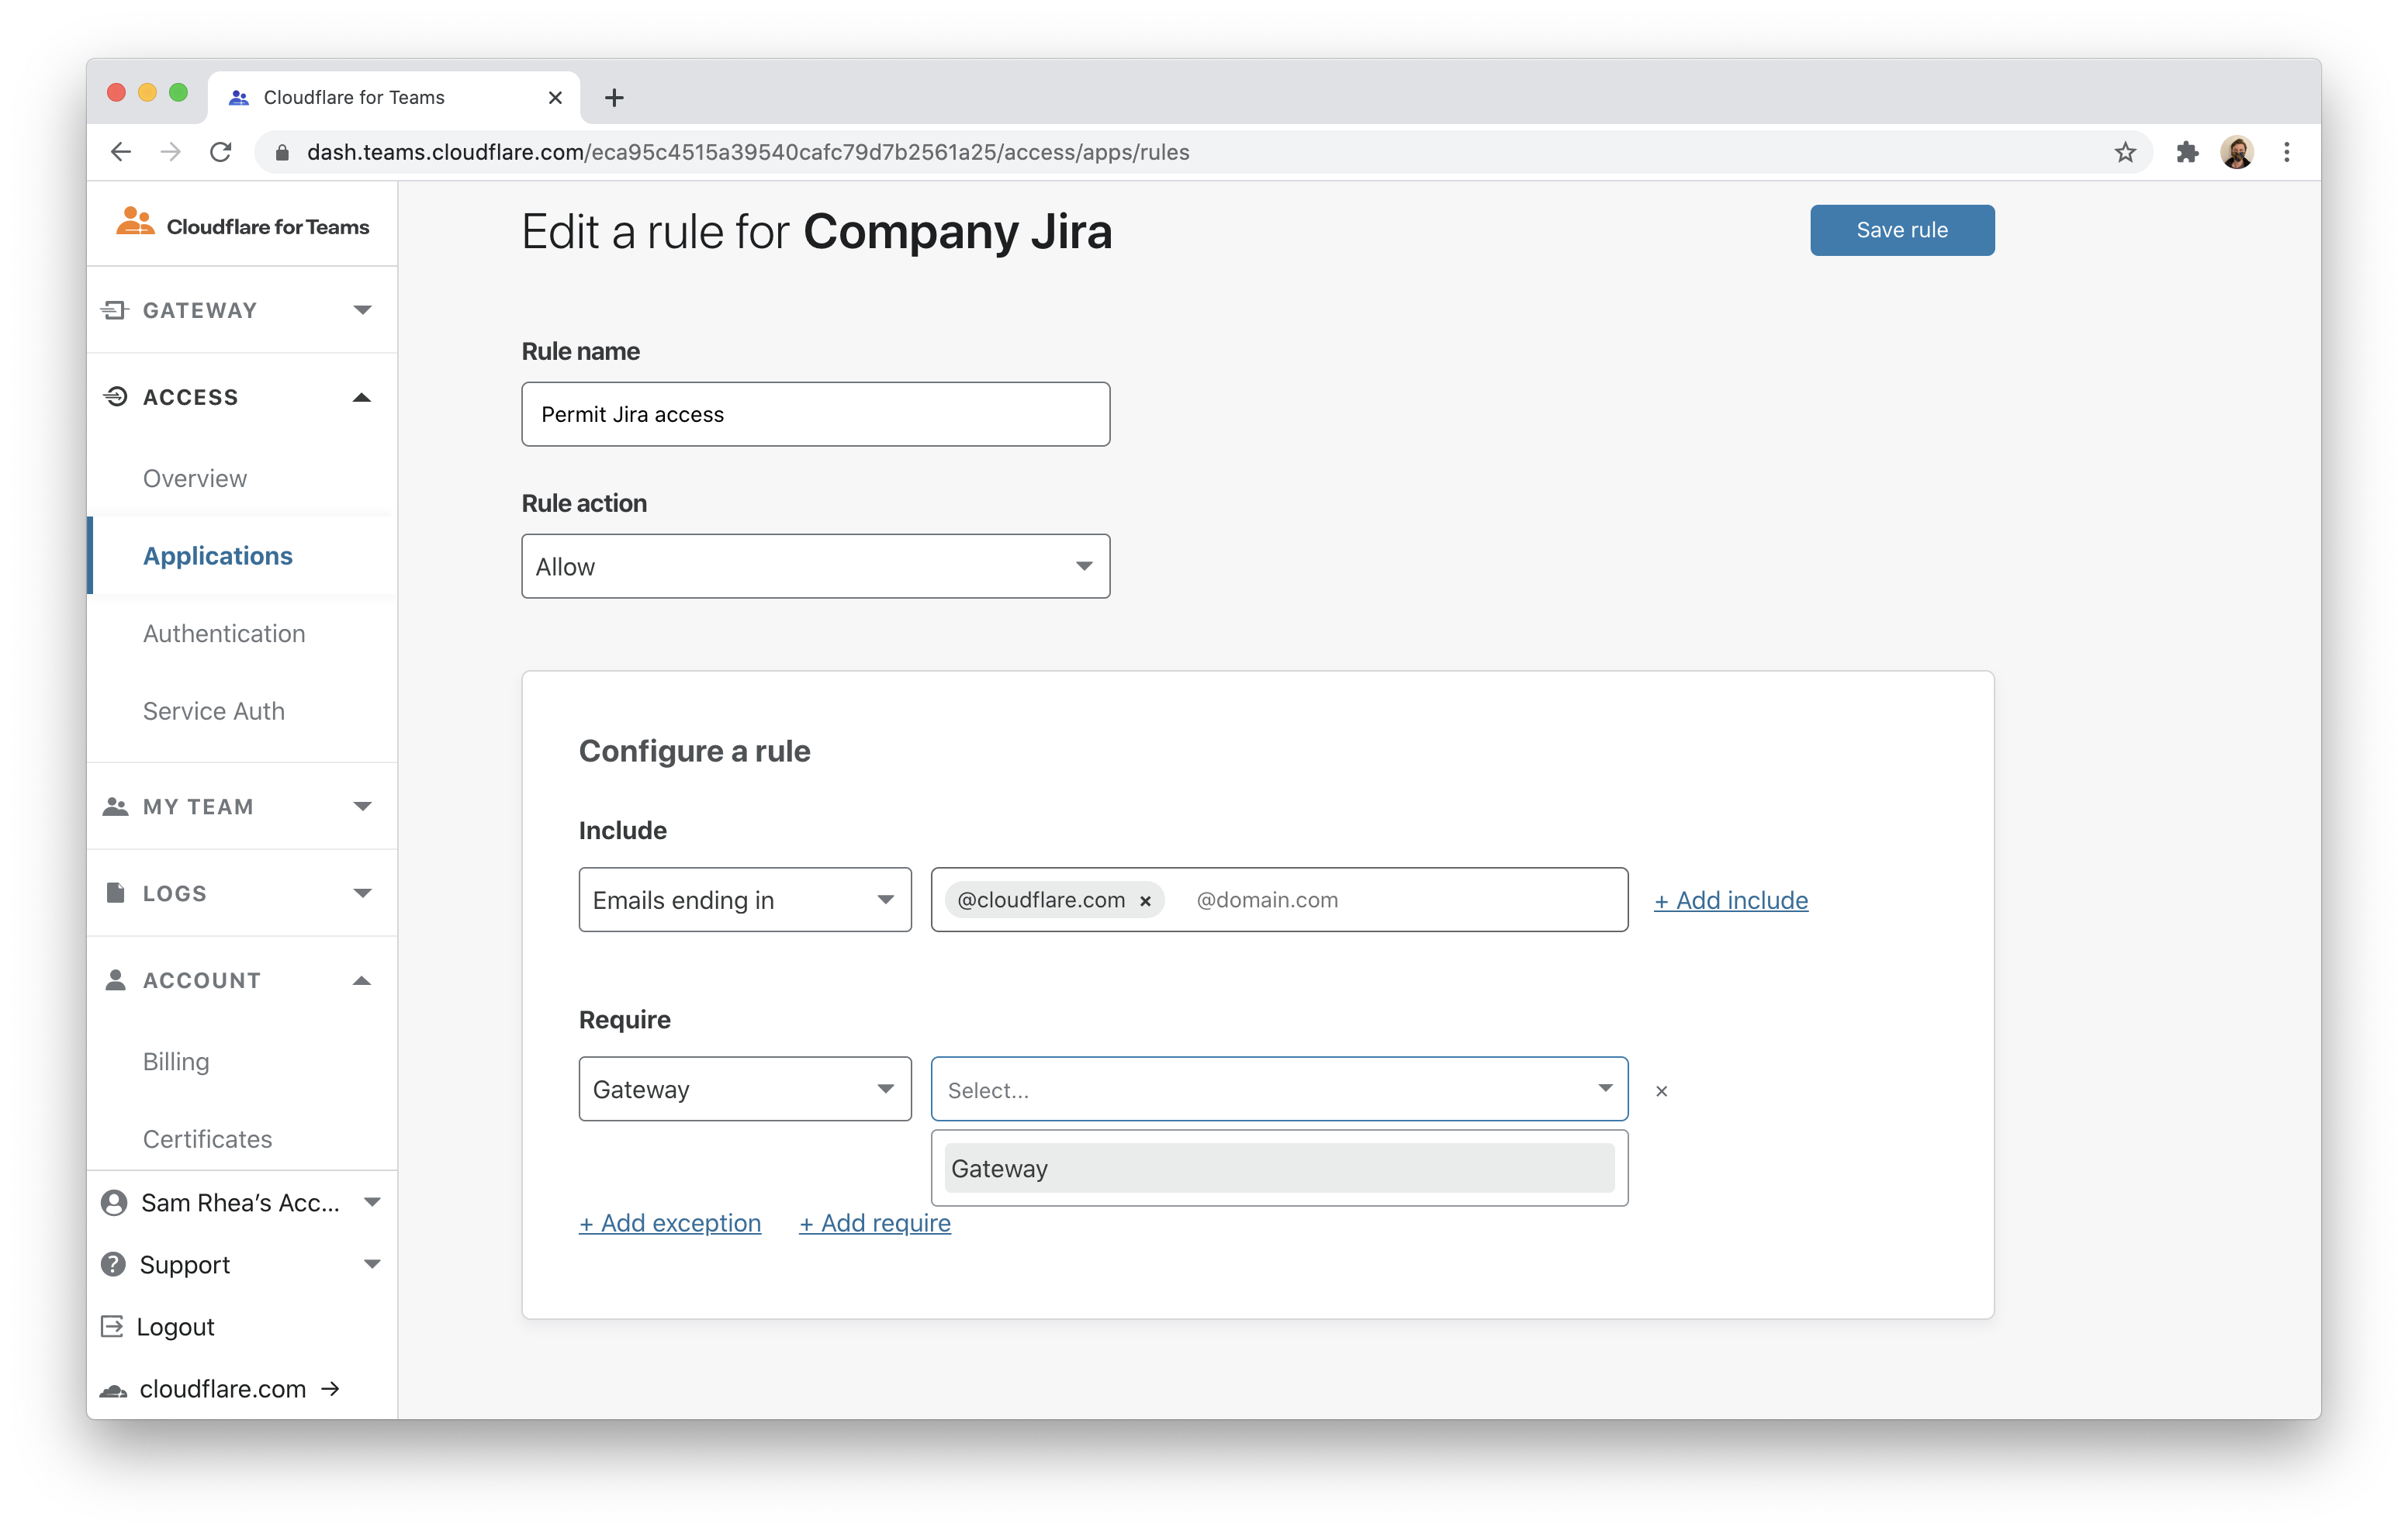 Cloudflare for Teams
dash.teams.cloudflare.com/eca95c4515a39540cafc79d7b2561a25/access/apps/rules
Cloudflare for Teams
GATEWAY
ACCESS
Overview
Applications
Authentication
Service Auth
MY TEAM
LOGS
ACCOUNT
Billing
Certificates
Sam Rhea’s Acc...
Support
Logout
cloudflare.com →
Edit a rule for Company Jira
Save rule
Rule name
Permit Jira access
Rule action
Allow
Configure a rule
Include
Emails ending in
@cloudflare.com × @domain.com
+ Add include
Require
Gateway
Select...
×
Gateway
+ Add exception
+ Add require